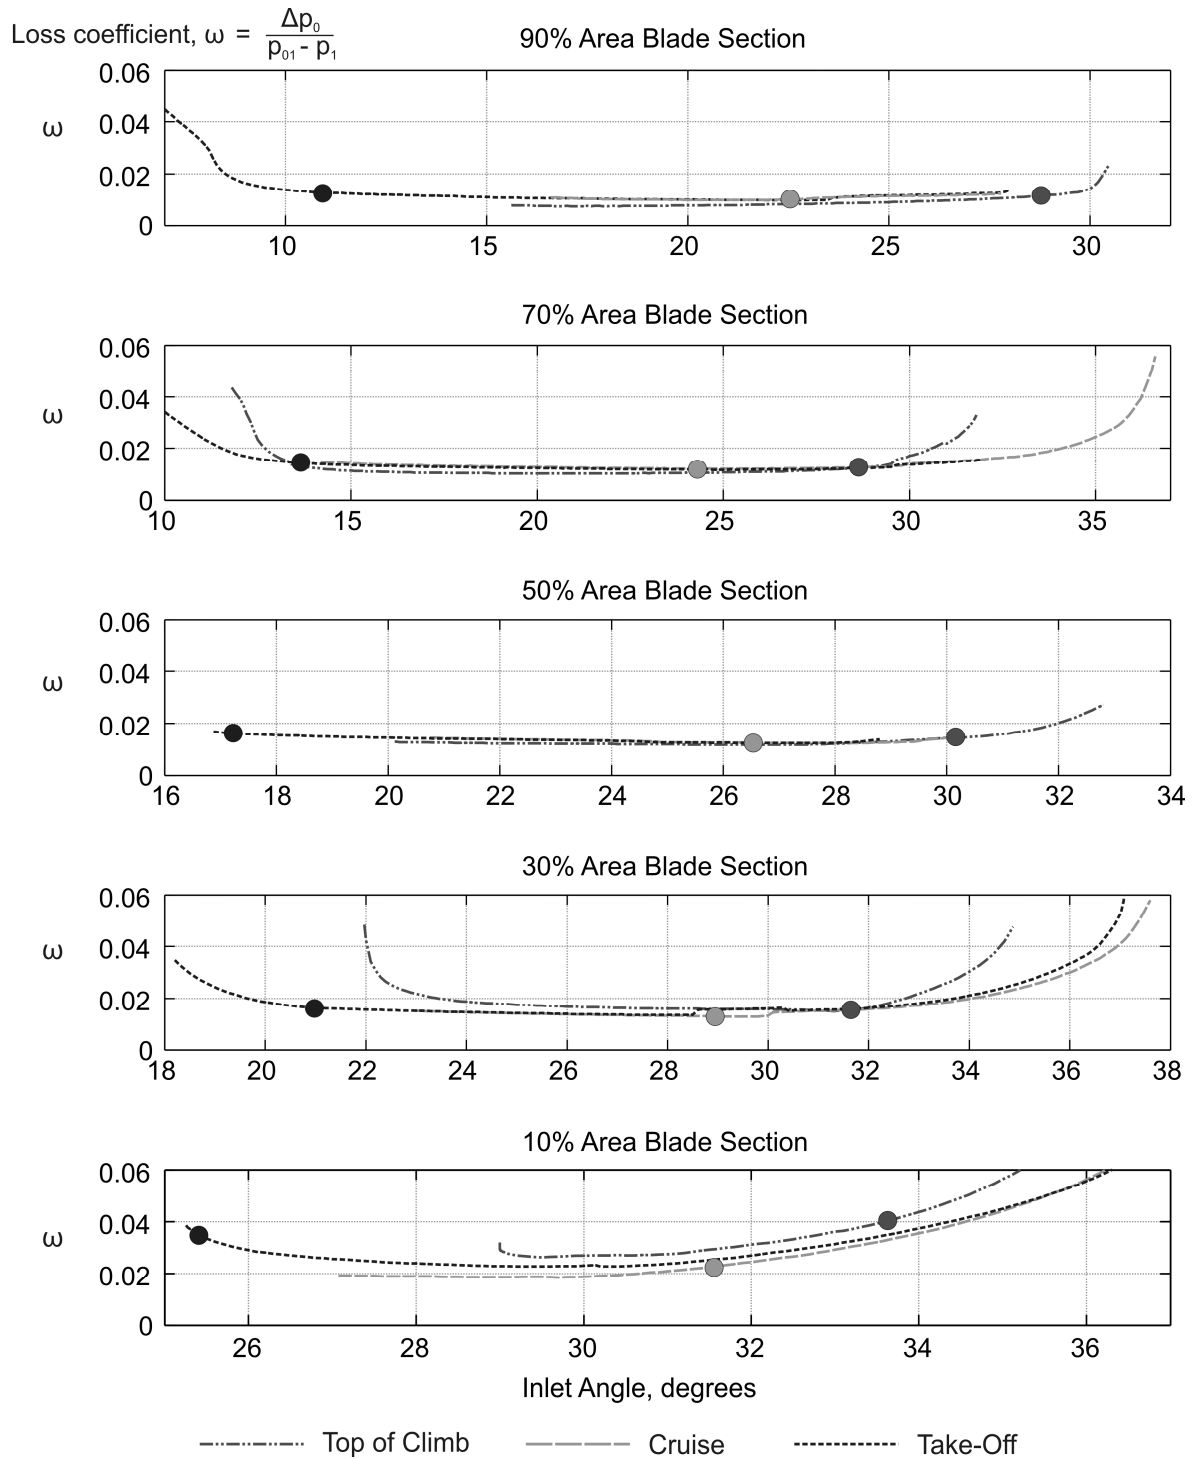 Loss coefficient, ω = Δp₀ / p₀₁ - p₁
90% Area Blade Section
0.06
0.04
ω
0.02
0
10 15 20 25 30
70% Area Blade Section
0.06
0.04
ω
0.02
0
10 15 20 25 30 35
50% Area Blade Section
0.06
0.04
ω
0.02
0
16 18 20 22 24 26 28 30 32 34
30% Area Blade Section
0.06
0.04
ω
0.02
0
18 20 22 24 26 28 30 32 34 36 38
10% Area Blade Section
0.06
0.04
ω
0.02
0
26 28 30 32 34 36
Inlet Angle, degrees
Top of Climb Cruise Take-Off